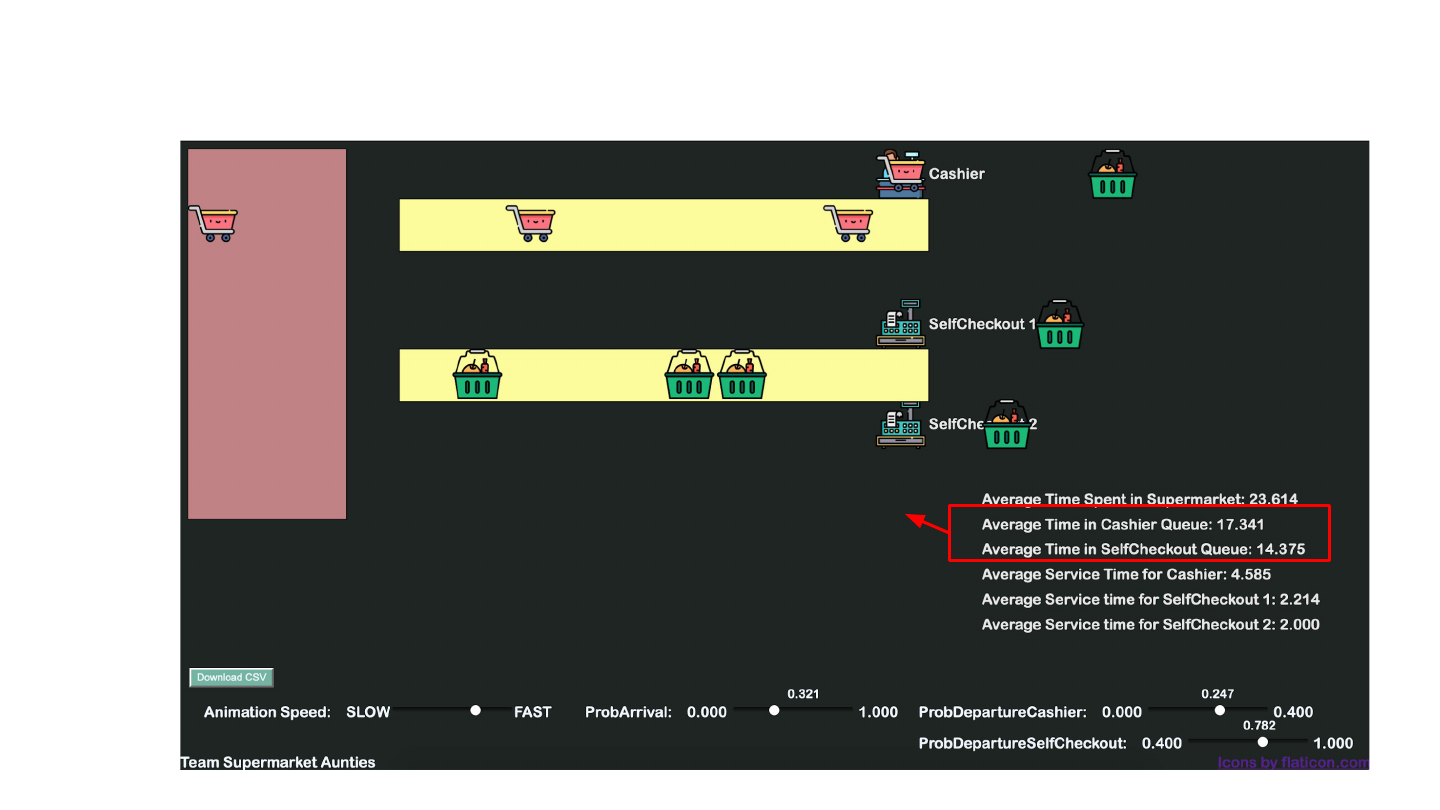 Cashier
SelfCheckout 1
SelfChe 2
Average Time Spent in Supermarket: 23.614
Average Time in Cashier Queue: 17.341
Average Time in SelfCheckout Queue: 14.375
Average Service Time for Cashier: 4.585
Average Service time for SelfCheckout 1: 2.214
Average Service time for SelfCheckout 2: 2.000
Download CSV
Animation Speed: SLOW FAST
0.321
ProbArrival: 0.000 1.000
0.247
ProbDepartureCashier: 0.000 0.400
0.782
ProbDepartureSelfCheckout: 0.400 1.000
Team Supermarket Aunties
Icons by flaticon.com